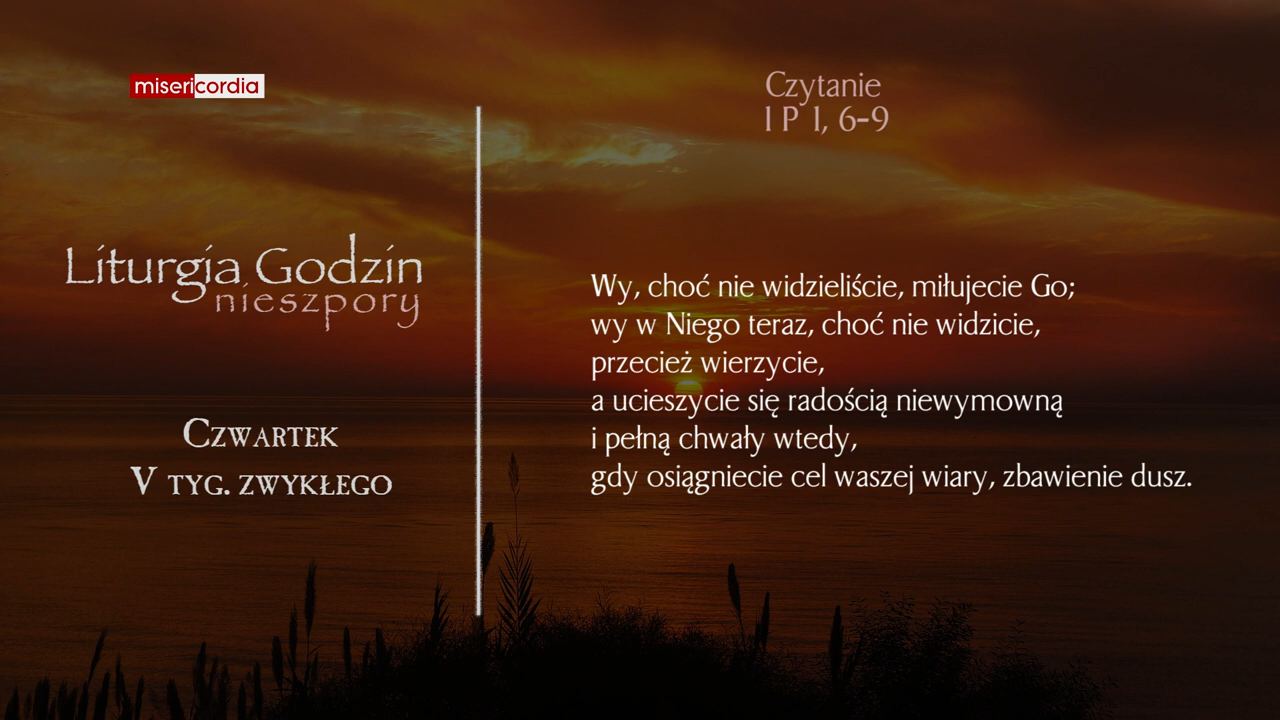 misericordia
Czytanie
1 P 1, 6-9
Liturgia Godzin
nieszpory
Czwartek
V tyg. zwykłego
Wy, choć nie widzieliście, miłujecie Go;
wy w Niego teraz, choć nie widzicie,
przecież wierzycie,
a ucieszycie się radością niewymowną
i pełną chwały wtedy,
gdy osiągniecie cel waszej wiary, zbawienie dusz.